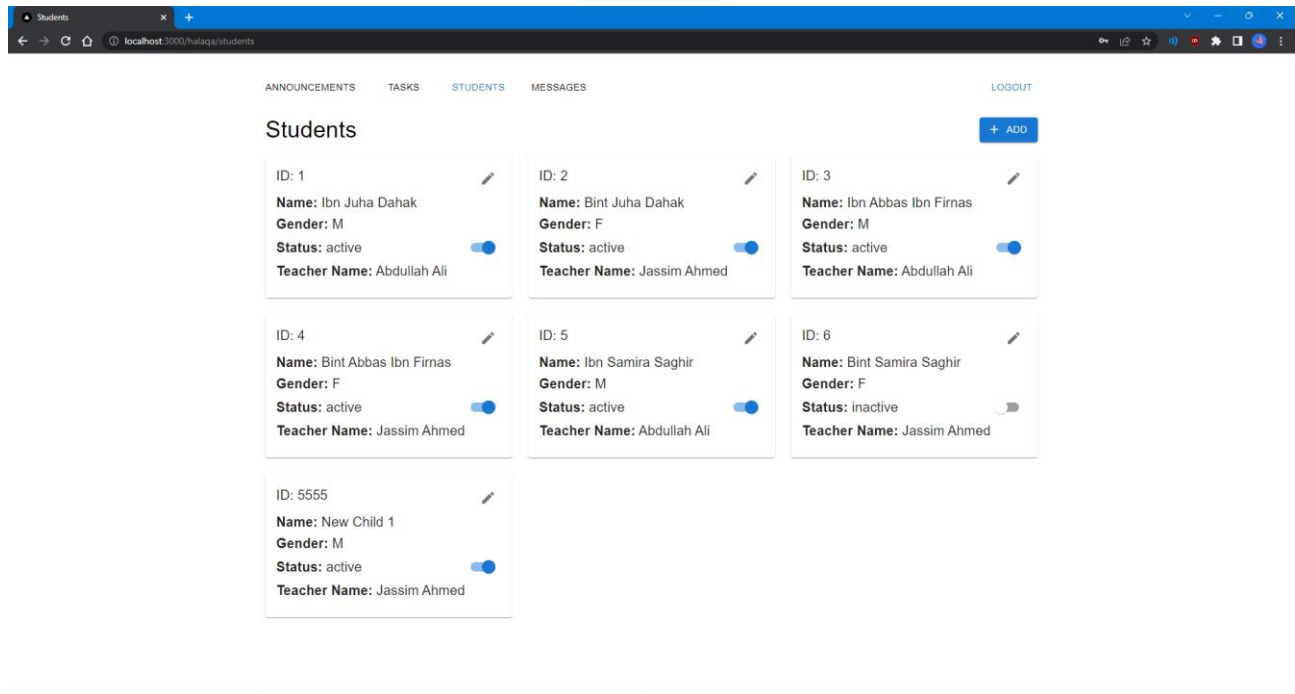 Students
localhost:3000/halaqa/students
ANNOUNCEMENTS TASKS STUDENTS MESSAGES LOGOUT
Students + ADD
ID: 1
Name: Ibn Juha Dahak
Gender: M
Status: active
Teacher Name: Abdullah Ali
ID: 2
Name: Bint Juha Dahak
Gender: F
Status: active
Teacher Name: Jassim Ahmed
ID: 3
Name: Ibn Abbas Ibn Firnas
Gender: M
Status: active
Teacher Name: Abdullah Ali
ID: 4
Name: Bint Abbas Ibn Firnas
Gender: F
Status: active
Teacher Name: Jassim Ahmed
ID: 5
Name: Ibn Samira Saghir
Gender: M
Status: active
Teacher Name: Abdullah Ali
ID: 6
Name: Bint Samira Saghir
Gender: F
Status: inactive
Teacher Name: Jassim Ahmed
ID: 5555
Name: New Child 1
Gender: M
Status: active
Teacher Name: Jassim Ahmed